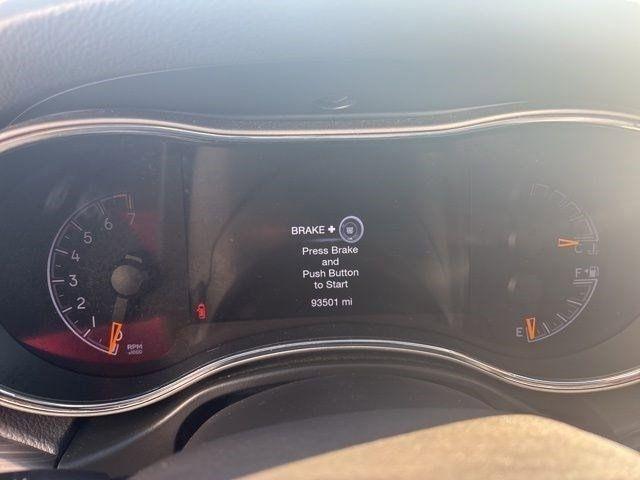 7
6
5
4
3
2
1
0
RPM
x1000
BRAKE +
Press Brake
and
Push Button
to Start
93501 mi
C
F
E